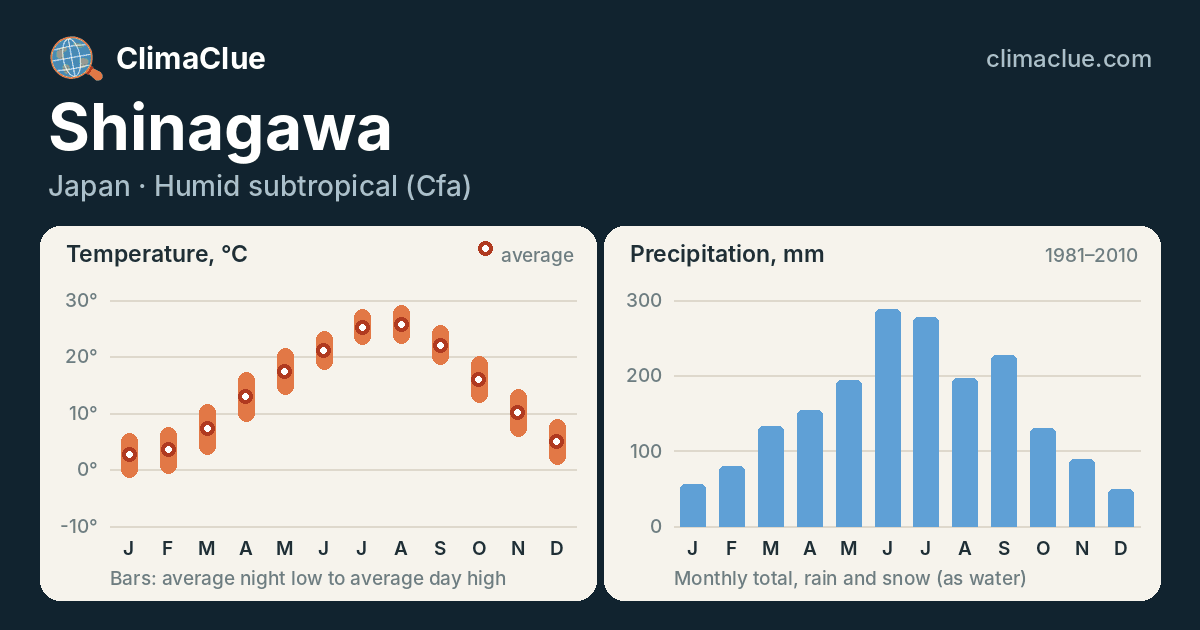 ClimaClue
climaclue.com
Shinagawa
Japan · Humid subtropical (Cfa)
Temperature, °C
average
30°
20°
10°
0°
-10°
J F M A M J J A S O N D
Bars: average night low to average day high
Precipitation, mm
1981–2010
300
200
100
0
J F M A M J J A S O N D
Monthly total, rain and snow (as water)